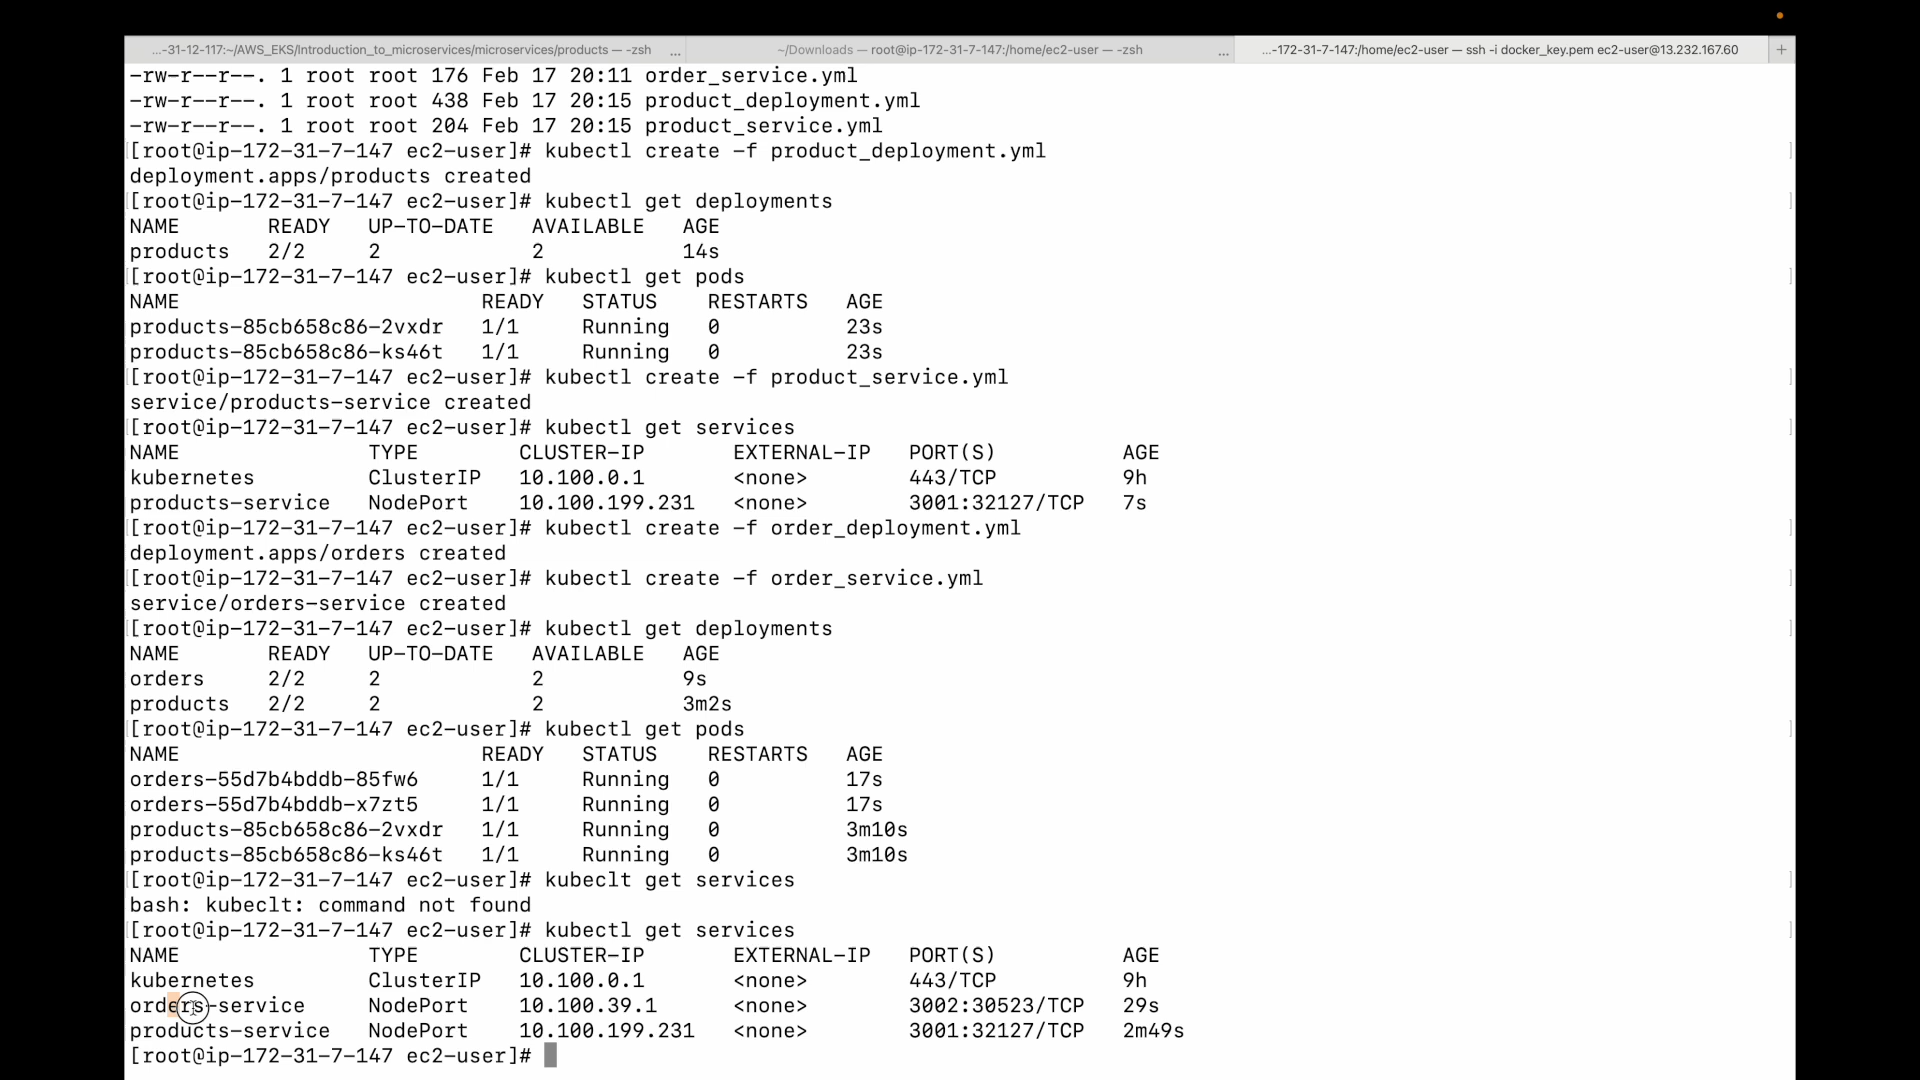 ...-31-12-117:~/AWS_EKS/Introduction_to_microservices/microservices/products — -zsh ... ~/Downloads — root@ip-172-31-7-147:/home/ec2-user — -zsh ... ...-172-31-7-147:/home/ec2-user — ssh -i docker_key.pem ec2-user@13.232.167.60 +
-rw-r--r--. 1 root root 176 Feb 17 20:11 order_service.yml
-rw-r--r--. 1 root root 438 Feb 17 20:15 product_deployment.yml
-rw-r--r--. 1 root root 204 Feb 17 20:15 product_service.yml
[root@ip-172-31-7-147 ec2-user]# kubectl create -f product_deployment.yml
deployment.apps/products created
[root@ip-172-31-7-147 ec2-user]# kubectl get deployments
NAME READY UP-TO-DATE AVAILABLE AGE
products 2/2 2 2 14s
[root@ip-172-31-7-147 ec2-user]# kubectl get pods
NAME READY STATUS RESTARTS AGE
products-85cb658c86-2vxdr 1/1 Running 0 23s
products-85cb658c86-ks46t 1/1 Running 0 23s
[root@ip-172-31-7-147 ec2-user]# kubectl create -f product_service.yml
service/products-service created
[root@ip-172-31-7-147 ec2-user]# kubectl get services
NAME TYPE CLUSTER-IP EXTERNAL-IP PORT(S) AGE
kubernetes ClusterIP 10.100.0.1 <none> 443/TCP 9h
products-service NodePort 10.100.199.231 <none> 3001:32127/TCP 7s
[root@ip-172-31-7-147 ec2-user]# kubectl create -f order_deployment.yml
deployment.apps/orders created
[root@ip-172-31-7-147 ec2-user]# kubectl create -f order_service.yml
service/orders-service created
[root@ip-172-31-7-147 ec2-user]# kubectl get deployments
NAME READY UP-TO-DATE AVAILABLE AGE
orders 2/2 2 2 9s
products 2/2 2 2 3m2s
[root@ip-172-31-7-147 ec2-user]# kubectl get pods
NAME READY STATUS RESTARTS AGE
orders-55d7b4bddb-85fw6 1/1 Running 0 17s
orders-55d7b4bddb-x7zt5 1/1 Running 0 17s
products-85cb658c86-2vxdr 1/1 Running 0 3m10s
products-85cb658c86-ks46t 1/1 Running 0 3m10s
[root@ip-172-31-7-147 ec2-user]# kubeclt get services
bash: kubeclt: command not found
[root@ip-172-31-7-147 ec2-user]# kubectl get services
NAME TYPE CLUSTER-IP EXTERNAL-IP PORT(S) AGE
kubernetes ClusterIP 10.100.0.1 <none> 443/TCP 9h
orders-service NodePort 10.100.39.1 <none> 3002:30523/TCP 29s
products-service NodePort 10.100.199.231 <none> 3001:32127/TCP 2m49s
[root@ip-172-31-7-147 ec2-user]#